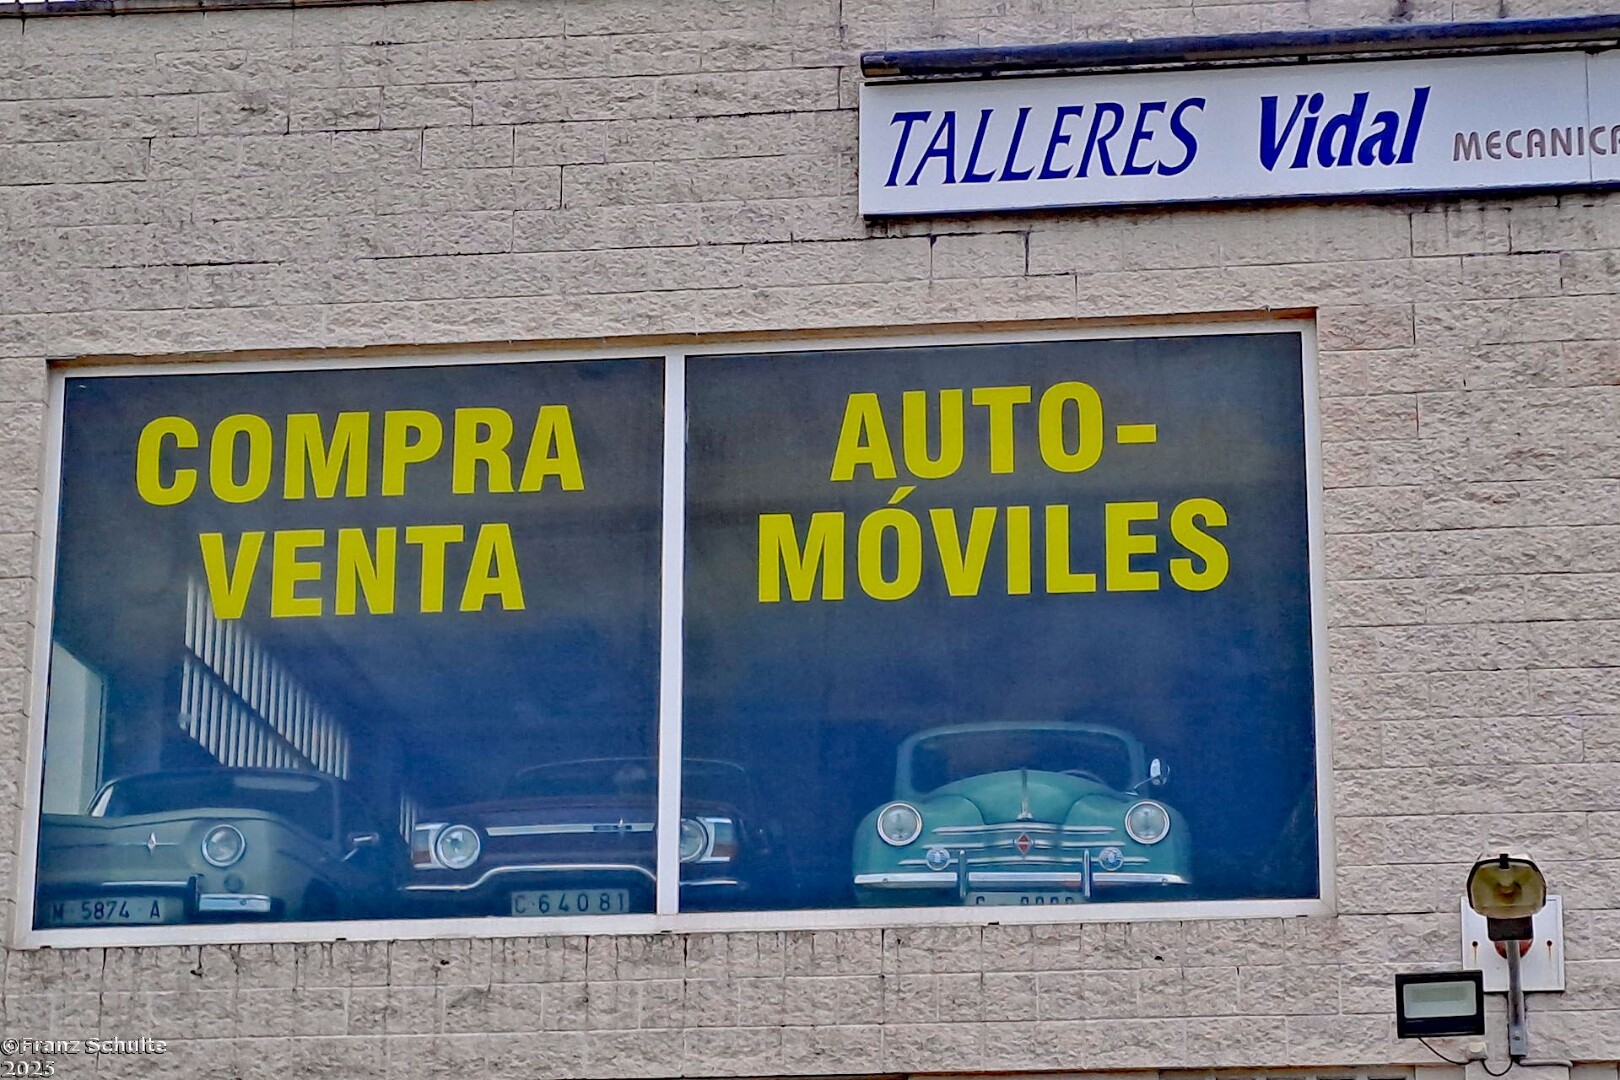 TALLERES Vidal MECANICA
COMPRA
VENTA
AUTO-
MÓVILES
M 5874 A
C·64081
©Franz Schulte
2025